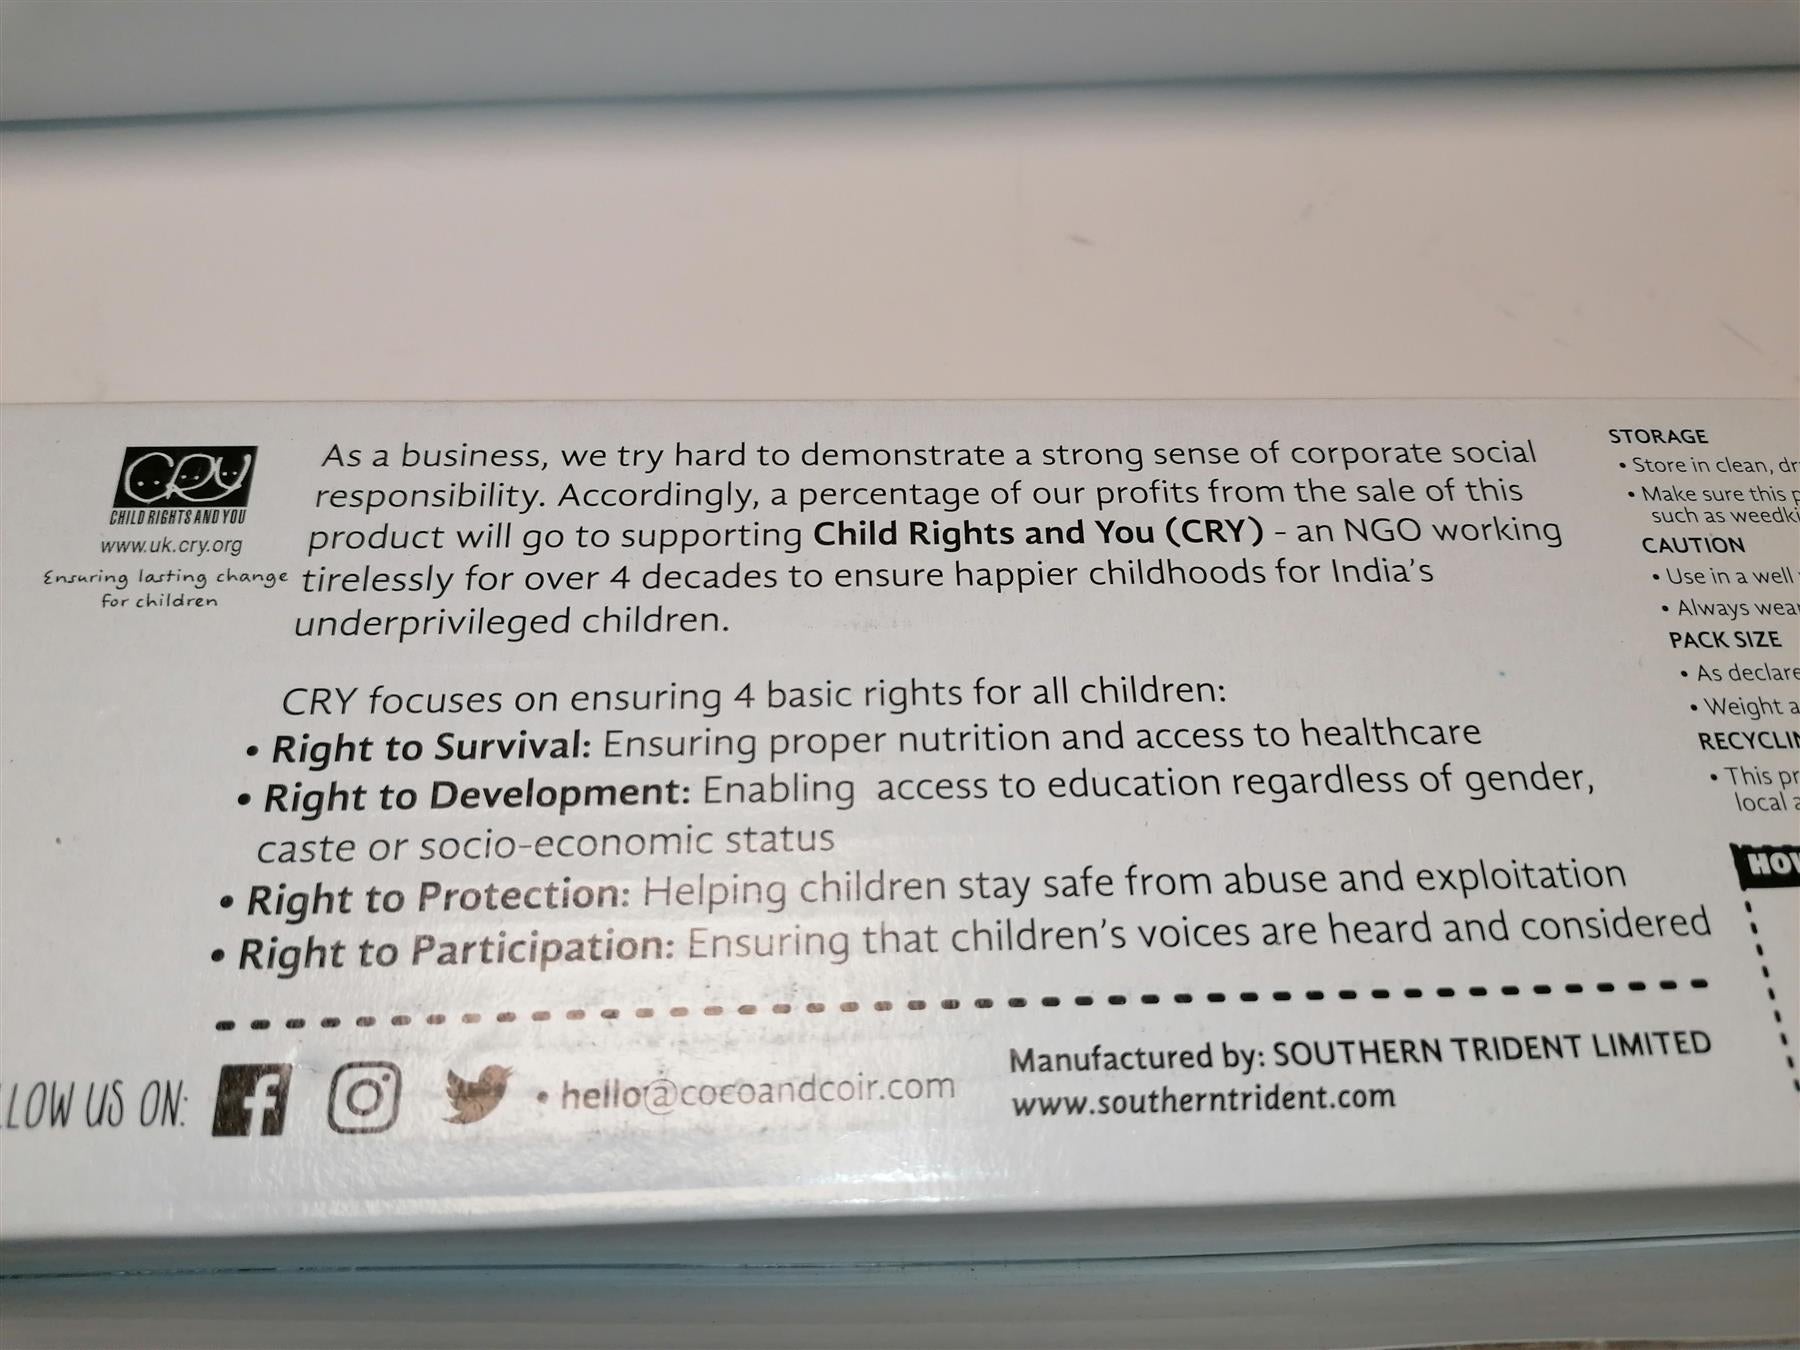 CRY
CHILD RIGHTS AND YOU
www.uk.cry.org
Ensuring lasting change
for children
As a business, we try hard to demonstrate a strong sense of corporate social
responsibility. Accordingly, a percentage of our profits from the sale of this
product will go to supporting Child Rights and You (CRY) - an NGO working
tirelessly for over 4 decades to ensure happier childhoods for India's
underprivileged children.
CRY focuses on ensuring 4 basic rights for all children:
• Right to Survival: Ensuring proper nutrition and access to healthcare
• Right to Development: Enabling access to education regardless of gender,
caste or socio-economic status
• Right to Protection: Helping children stay safe from abuse and exploitation
• Right to Participation: Ensuring that children's voices are heard and considered
US ON:
• hello@cocoandcoir.com
Manufactured by: SOUTHERN TRIDENT LIMITED
www.southerntrident.com
STORAGE
• Store in clean,
• Make sure this
such as
CAUTION
• Use in a well
• Always
PACK SIZE
• As
• Weight
• This
local